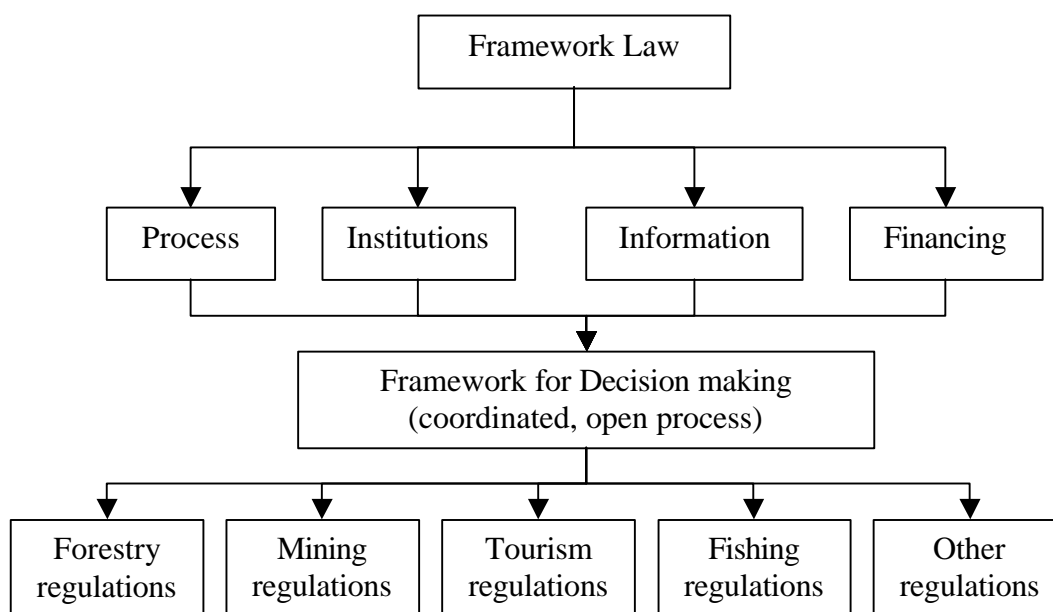 Framework Law
Process
Institutions
Information
Financing
Framework for Decision making
(coordinated, open process)
Forestry
regulations
Mining
regulations
Tourism
regulations
Fishing
regulations
Other
regulations